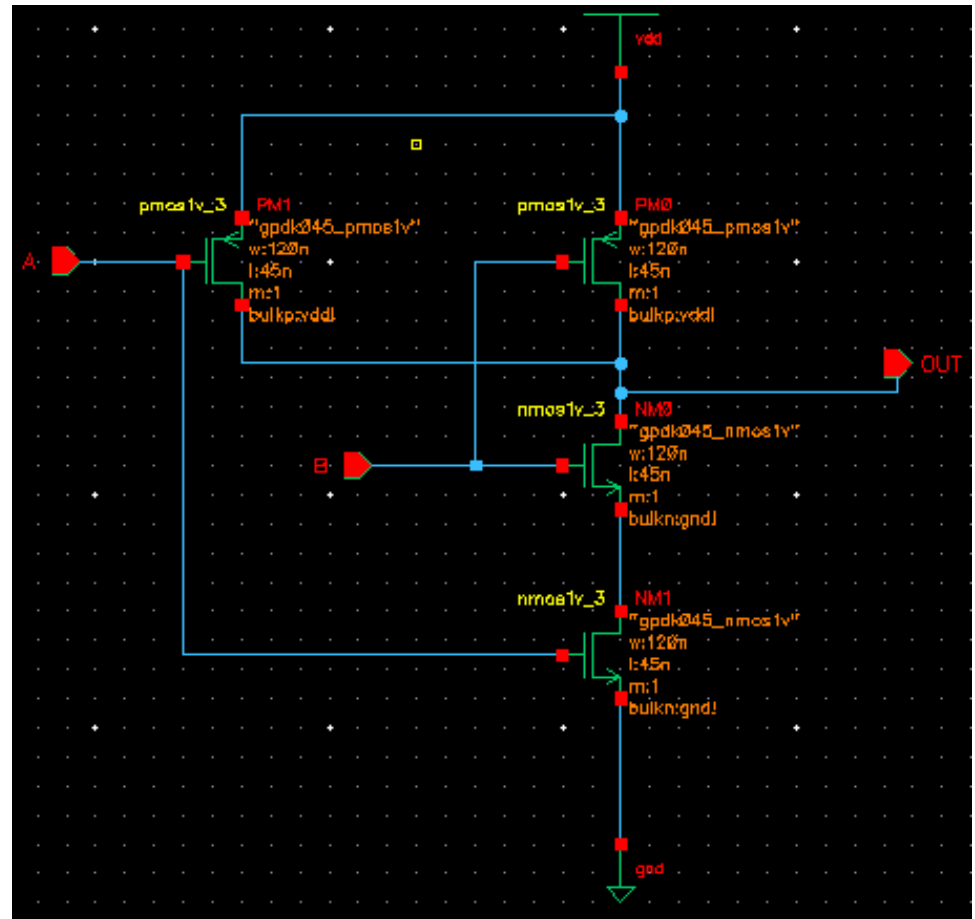 vdd
pmos1v_3 PM1
"gpdk045_pmos1v"
w:120n
l:45n
m:1
bulkp:vdd!
pmos1v_3 PM0
"gpdk045_pmos1v"
w:120n
l:45n
m:1
bulkp:vdd!
A
OUT
nmos1v_3 NM0
"gpdk045_nmos1v"
w:120n
l:45n
m:1
bulkn:gnd!
B
nmos1v_3 NM1
"gpdk045_nmos1v"
w:120n
l:45n
m:1
bulkn:gnd!
gnd